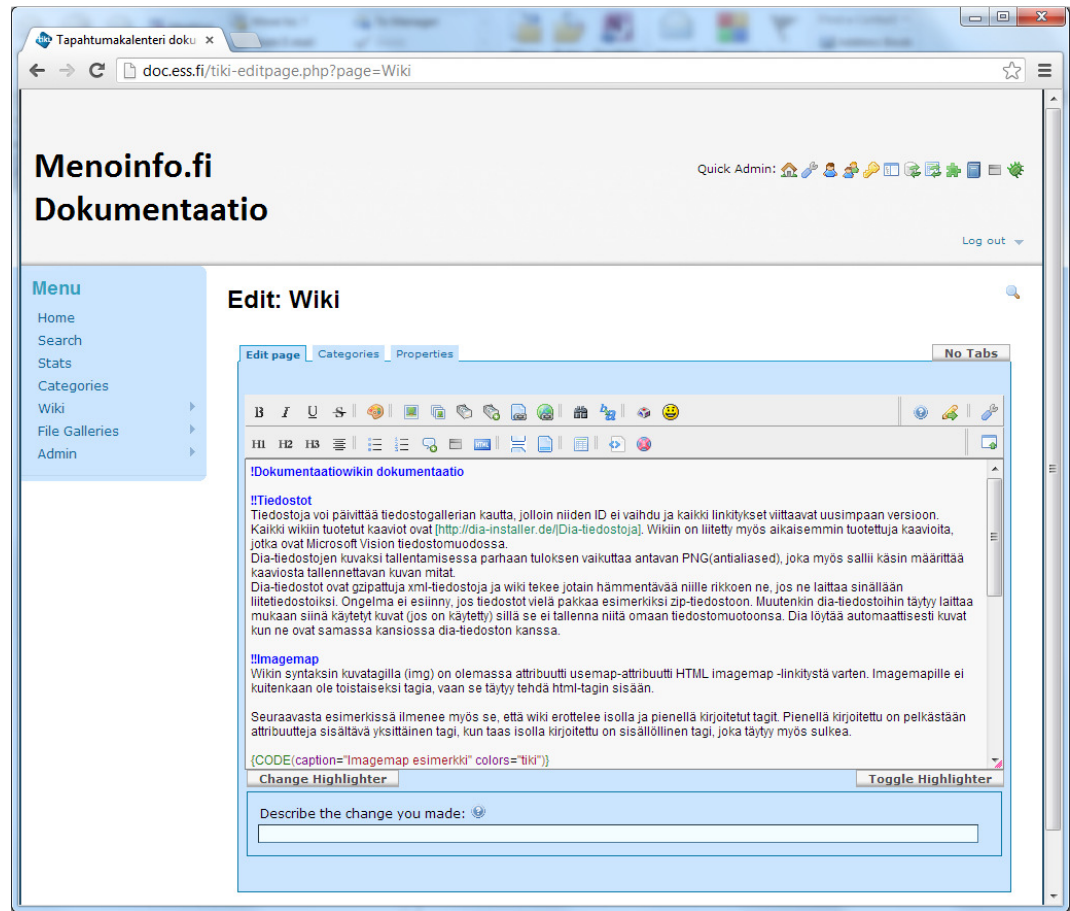 Tapahtumakalenteri doku
doc.ess.fi/tiki-editpage.php?page=Wiki
Menoinfo.fi
Dokumentaatio
Quick Admin:
Log out
Menu
Home
Search
Stats
Categories
Wiki
File Galleries
Admin
Edit: Wiki
Edit page Categories Properties
No Tabs
B I U S
H1 H2 H3
HTML
!Dokumentaatiowikin dokumentaatio
!!Tiedostot
Tiedostoja voi päivittää tiedostogallerian kautta, jolloin niiden ID ei vaihdu ja kaikki linkitykset viittaavat uusimpaan versioon.
Kaikki wikiin tuotetut kaaviot ovat [http://dia-installer.de/|Dia-tiedostoja]. Wikiin on liitetty myös aikaisemmin tuotettuja kaavioita,
jotka ovat Microsoft Vision tiedostomuodossa.
Dia-tiedostojen kuvaksi tallentamisessa parhaan tuloksen vaikuttaa antavan PNG(antialiased), joka myös sallii käsin määrittää
kaaviosta tallennettavan kuvan mitat.
Dia-tiedostot ovat gzipattuja xml-tiedostoja ja wiki tekee jotain hämmentävää niille rikkoen ne, jos ne laittaa sinällään
liitetiedostoiksi. Ongelma ei esiinny, jos tiedostot vielä pakkaa esimerkiksi zip-tiedostoon. Muutenkin dia-tiedostoihin täytyy laittaa
mukaan siinä käytetyt kuvat (jos on käytetty) sillä se ei tallenna niitä omaan tiedostomuotoonsa. Dia löytää automaattisesti kuvat
kun ne ovat samassa kansiossa dia-tiedoston kanssa.
!!Imagemap
Wikin syntaksin kuvatagilla (img) on olemassa attribuutti usemap-attribuutti HTML imagemap -linkitystä varten. Imagemapille ei
kuitenkaan ole toistaiseksi tagia, vaan se täytyy tehdä html-tagin sisään.
Seuraavasta esimerkissä ilmenee myös se, että wiki erottelee isolla ja pienellä kirjoitetut tagit. Pienellä kirjoitettu on pelkästään
attribuutteja sisältävä yksittäinen tagi, kun taas isolla kirjoitettu on sisällöllinen tagi, joka täytyy myös sulkea.
{CODE(caption="Imagemap esimerkki" colors="tiki")}
Change Highlighter
Toggle Highlighter
Describe the change you made: